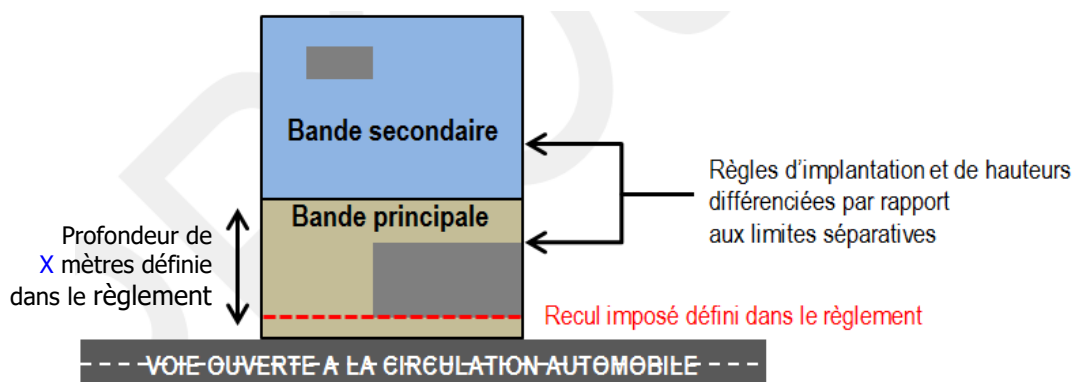 Bande secondaire
Règles d'implantation et de hauteurs
différenciées par rapport
aux limites séparatives
Bande principale
Profondeur de
X mètres définie
dans le règlement
Recul imposé défini dans le règlement
VOIE OUVERTE A LA CIRCULATION AUTOMOBILE